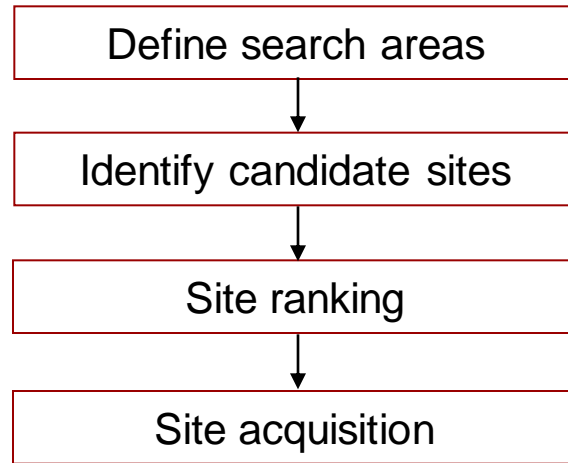 Define search areas
Identify candidate sites
Site ranking
Site acquisition